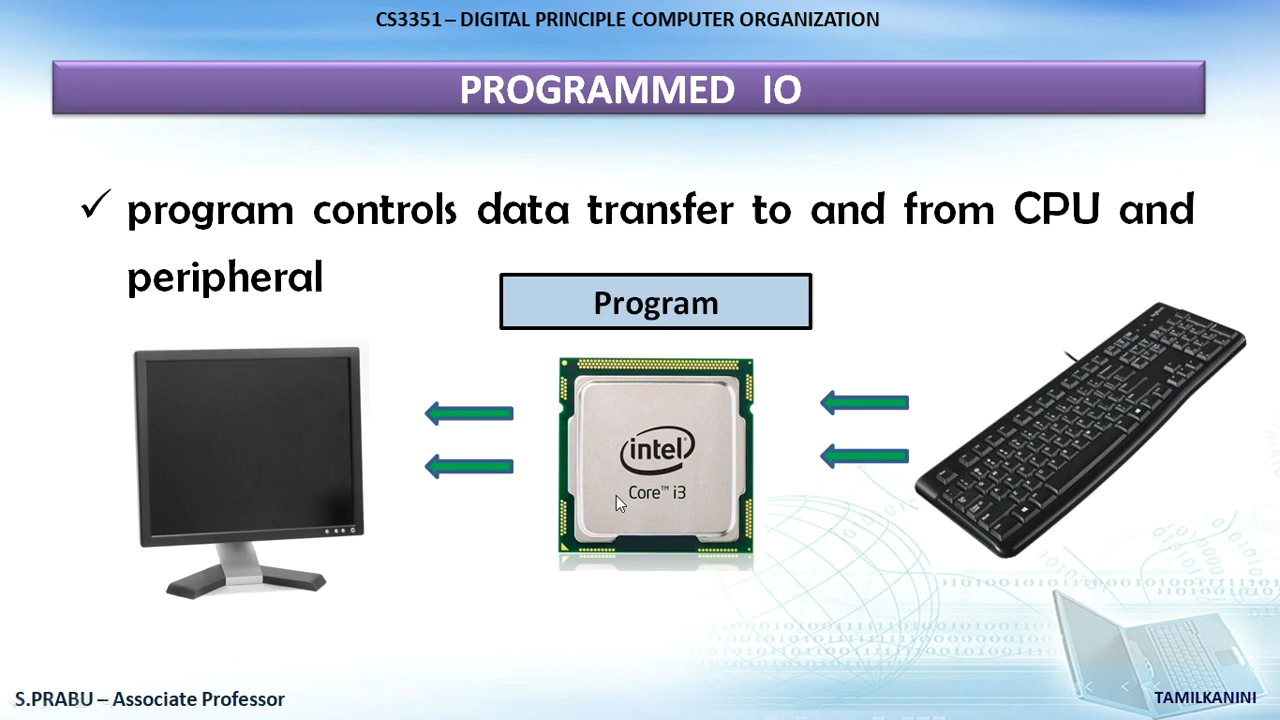 CS3351 – DIGITAL PRINCIPLE COMPUTER ORGANIZATION
PROGRAMMED IO
✓ program controls data transfer to and from CPU and
peripheral
Program
intel
Core™ i3
S.PRABU – Associate Professor
TAMILKANINI